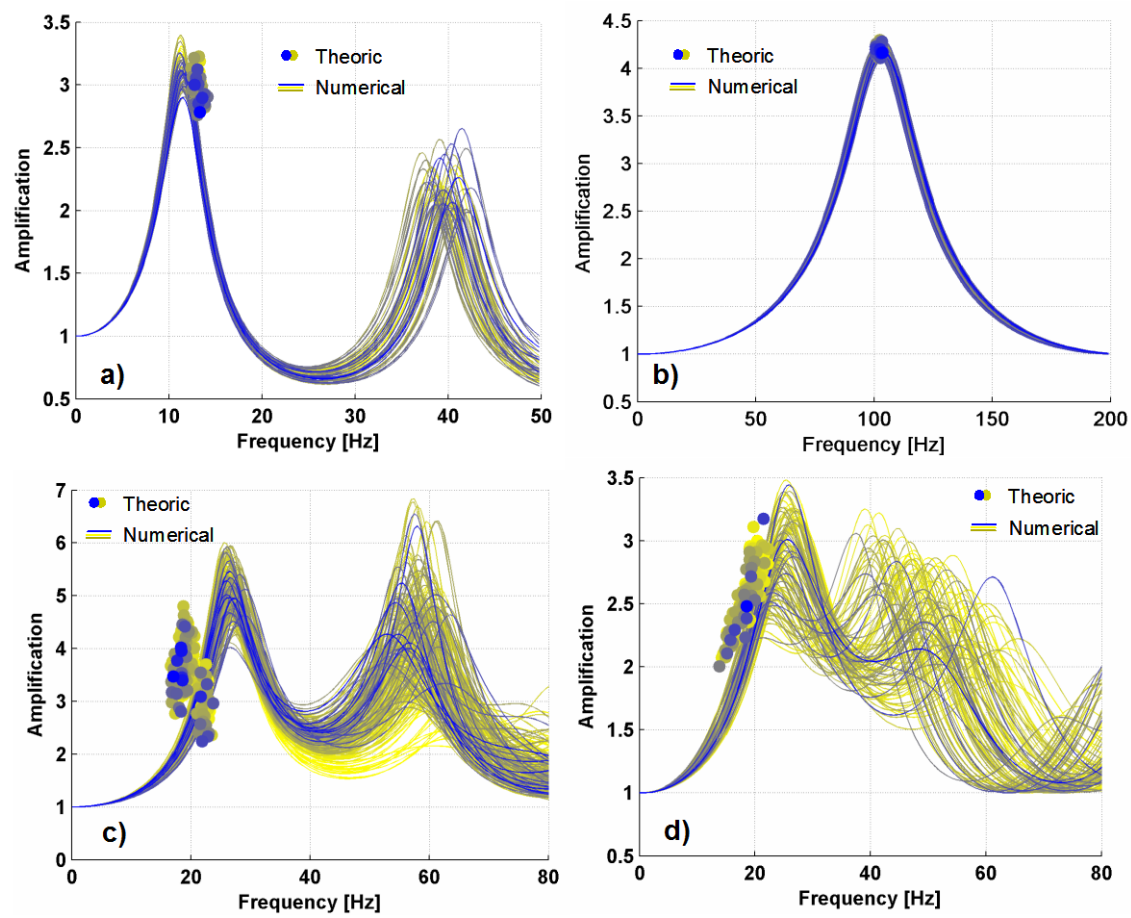 3.5
3
2.5
2
1.5
1
0.5
Amplification
Theoric
Numerical
a)
0 10 20 30 40 50
Frequency [Hz]
4.5
4
3.5
3
2.5
2
1.5
1
0.5
Amplification
Theoric
Numerical
b)
0 50 100 150 200
Frequency [Hz]
7
6
5
4
3
2
1
0
Amplification
Theoric
Numerical
c)
0 20 40 60 80
Frequency [Hz]
3.5
3
2.5
2
1.5
1
0.5
Amplification
Theoric
Numerical
d)
0 20 40 60 80
Frequency [Hz]